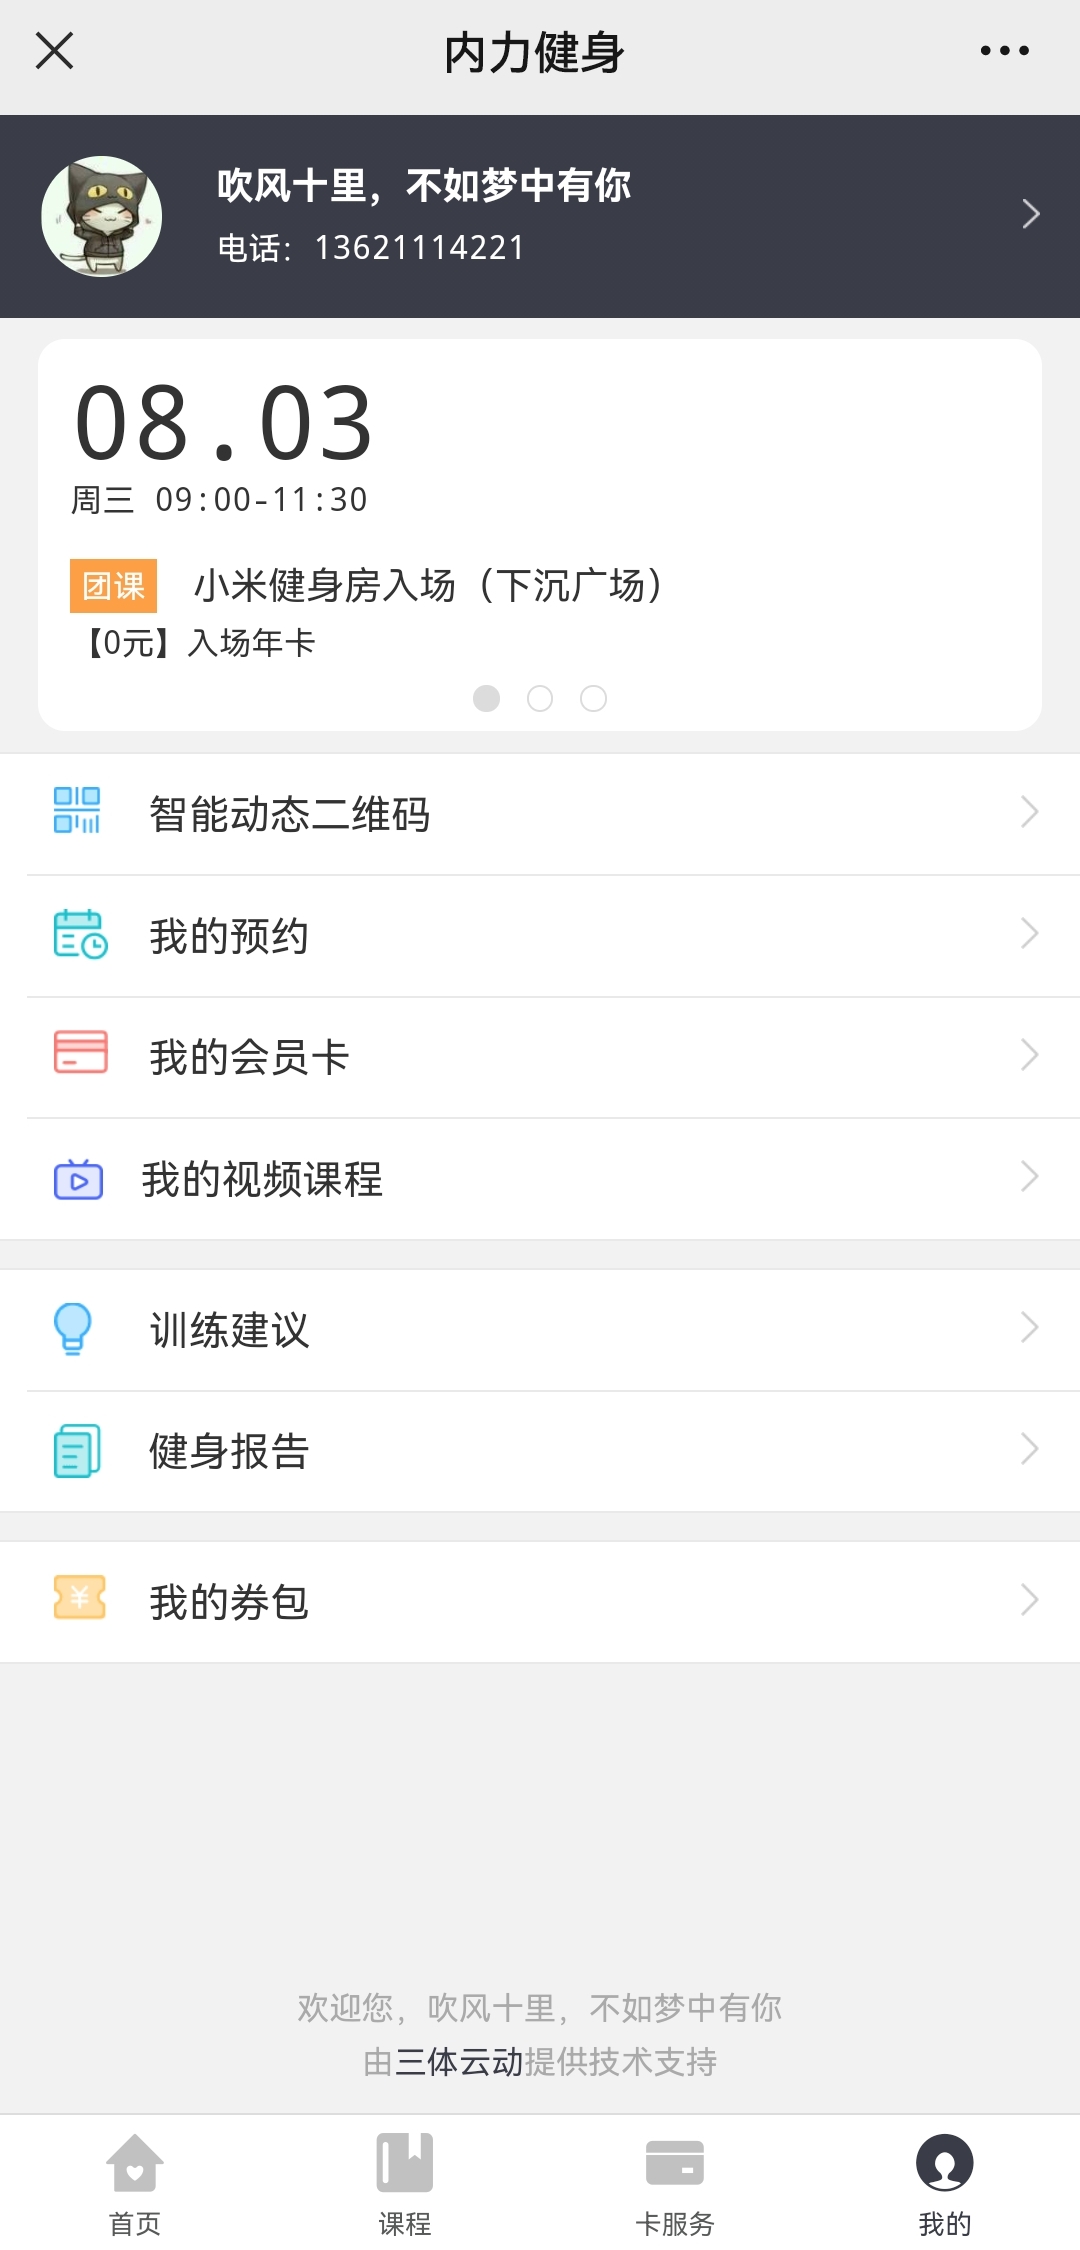 内力健身
吹风十里，不如梦中有你
电话：13621114221
08.03
周三 09:00-11:30
团课 小米健身房入场（下沉广场）
【0元】入场年卡
智能动态二维码
我的预约
我的会员卡
我的视频课程
训练建议
健身报告
我的券包
欢迎您，吹风十里，不如梦中有你
由三体云动提供技术支持
首页 课程 卡服务 我的